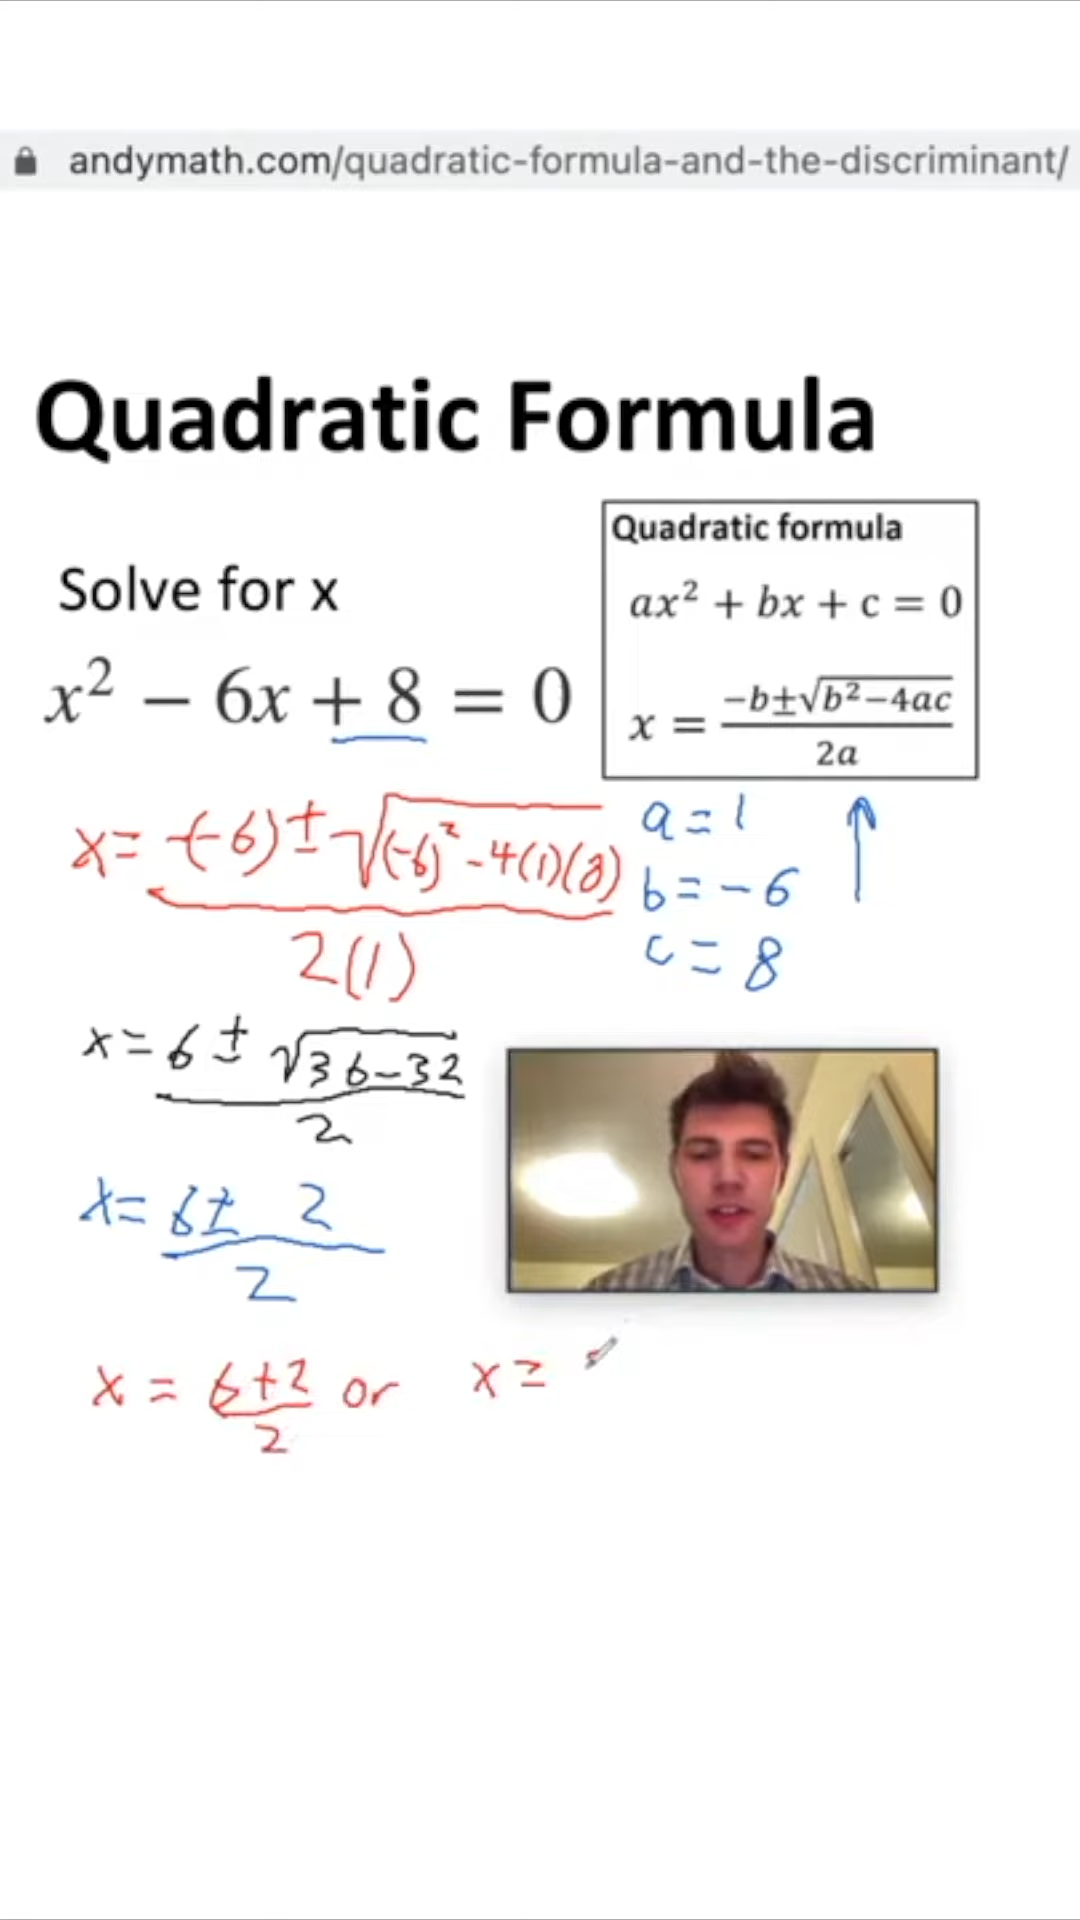 andymath.com/quadratic-formula-and-the-discriminant/
Quadratic Formula
Solve for x
x² − 6x + 8 = 0
Quadratic formula
ax² + bx + c = 0
x = (-b±√(b²−4ac))/(2a)
x= (-(-6)±√((-6)²-4(1)(8)))/(2(1))
a=1
b=-6
c=8
x= (6±√(36-32))/2
x= (6± 2)/2
x = (6+2)/2 or x=